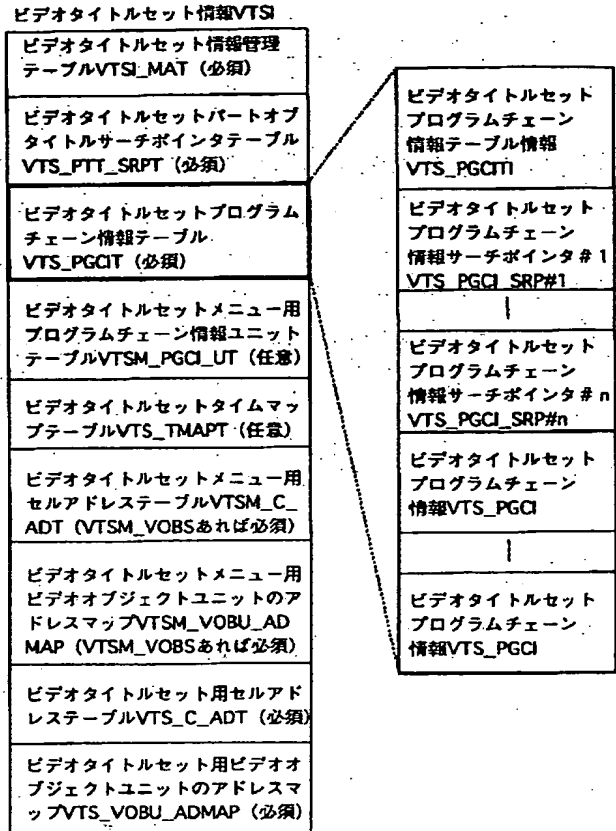 ビデオタイトルセット情報VTSI
ビデオタイトルセット情報管理
テーブルVTSI_MAT（必須）
ビデオタイトルセットパートオブ
タイトルサーチポインタテーブル
VTS_PTT_SRPT（必須）
ビデオタイトルセットプログラム
チェーン情報テーブル
VTS_PGCIT（必須）
ビデオタイトルセットメニュー用
プログラムチェーン情報ユニット
テーブルVTSM_PGCI_UT（任意）
ビデオタイトルセットタイムマッ
プテーブルVTS_TMAPT（任意）
ビデオタイトルセットメニュー用
セルアドレステーブルVTSM_C_
ADT（VTSM_VOBSあれば必須）
ビデオタイトルセットメニュー用
ビデオオブジェクトユニットのア
ドレスマップVTSM_VOBU_AD
MAP（VTSM_VOBSあれば必須）
ビデオタイトルセット用セルアド
レステーブルVTS_C_ADT（必須）
ビデオタイトルセット用ビデオオ
ブジェクトユニットのアドレスマ
ップVTS_VOBU_ADMAP（必須）
ビデオタイトルセット
プログラムチェーン
情報テーブル情報
VTS_PGCITI
ビデオタイトルセット
プログラムチェーン
情報サーチポインタ＃1
VTS_PGCI_SRP#1
ビデオタイトルセット
プログラムチェーン
情報サーチポインタ＃n
VTS_PGCI_SRP#n
ビデオタイトルセット
プログラムチェーン
情報VTS_PGCI
ビデオタイトルセット
プログラムチェーン
情報VTS_PGCI